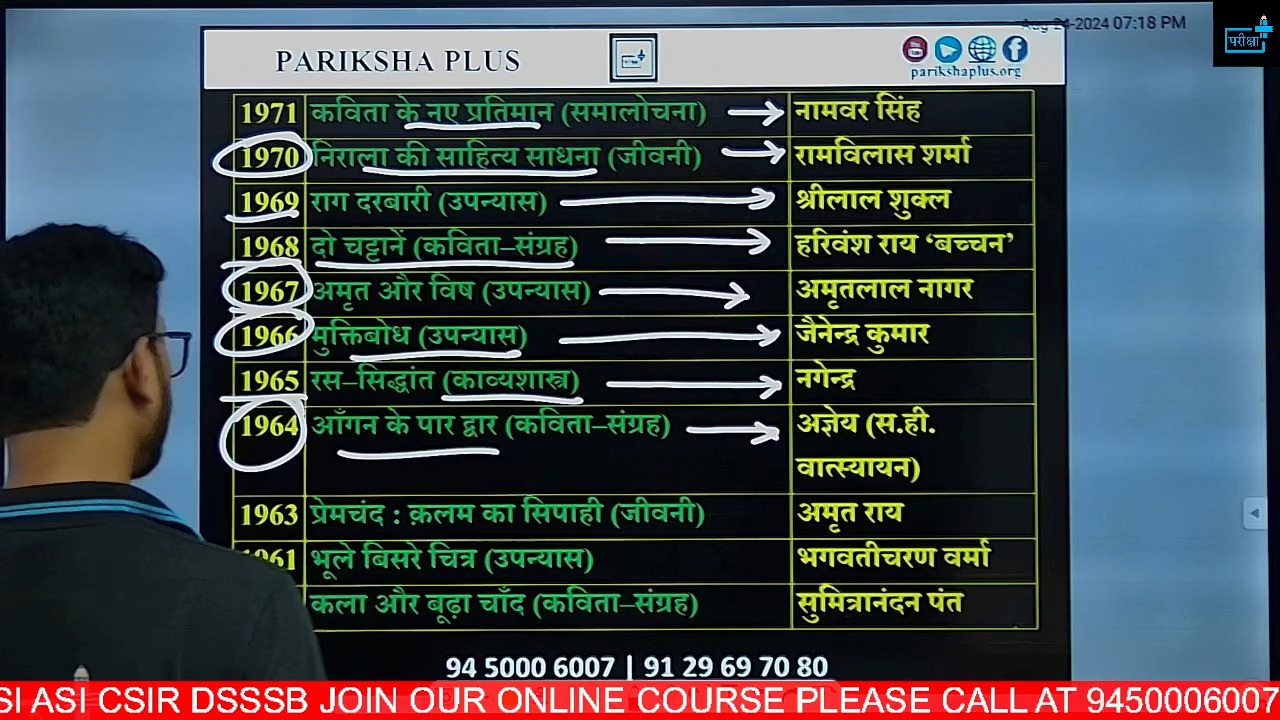 Aug 24-2024 07:18 PM
परीक्षा
PARIKSHA PLUS
parikshaplus.org
1971 कविता के नए प्रतिमान (समालोचना) नामवर सिंह
1970 निराला की साहित्य साधना (जीवनी) रामविलास शर्मा
1969 राग दरबारी (उपन्यास) श्रीलाल शुक्ल
1968 दो चट्टानें (कविता–संग्रह) हरिवंश राय ‘बच्चन’
1967 अमृत और विष (उपन्यास) अमृतलाल नागर
1966 मुक्तिबोध (उपन्यास) जैनेन्द्र कुमार
1965 रस–सिद्धांत (काव्यशास्त्र) नगेन्द्र
1964 आँगन के पार द्वार (कविता–संग्रह) अज्ञेय (स.ही.
वात्स्यायन)
1963 प्रेमचंद : क़लम का सिपाही (जीवनी) अमृत राय
1961 भूले बिसरे चित्र (उपन्यास) भगवतीचरण वर्मा
कला और बूढ़ा चाँद (कविता–संग्रह) सुमित्रानंदन पंत
94 5000 6007 | 91 29 69 70 80
SI ASI CSIR DSSSB JOIN OUR ONLINE COURSE PLEASE CALL AT 9450006007